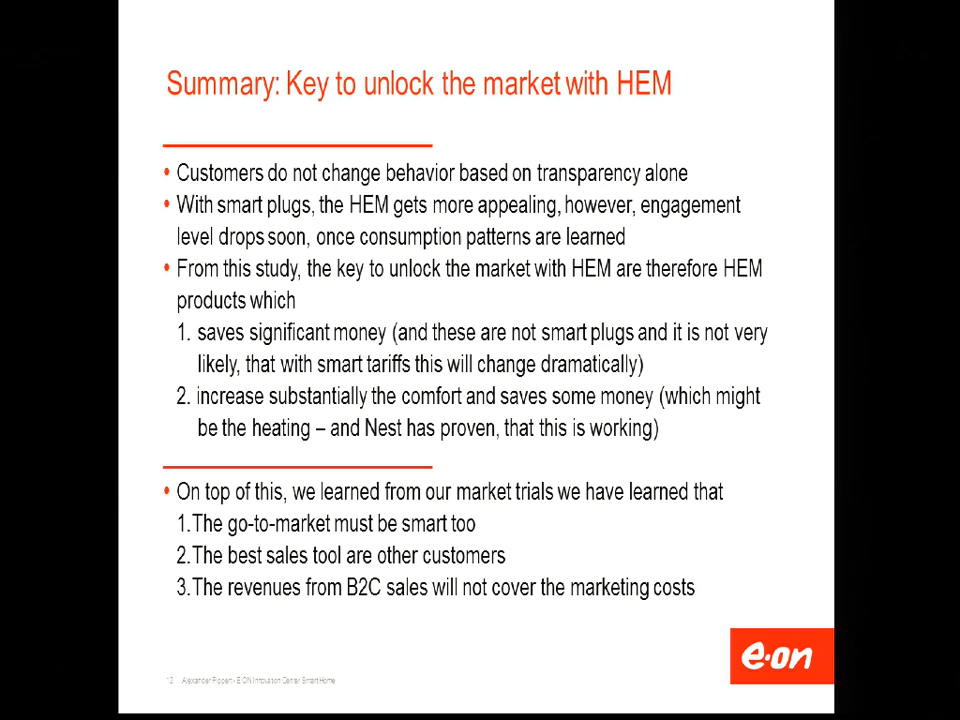 Summary: Key to unlock the market with HEM
• Customers do not change behavior based on transparency alone
• With smart plugs, the HEM gets more appealing, however, engagement
level drops soon, once consumption patterns are learned
• From this study, the key to unlock the market with HEM are therefore HEM
products which
1. saves significant money (and these are not smart plugs and it is not very
likely, that with smart tariffs this will change dramatically)
2. increase substantially the comfort and saves some money (which might
be the heating – and Nest has proven, that this is working)
• On top of this, we learned from our market trials we have learned that
1.The go-to-market must be smart too
2.The best sales tool are other customers
3.The revenues from B2C sales will not cover the marketing costs
e·on
12 Alexander - E.ON Innovation Center SmartHome